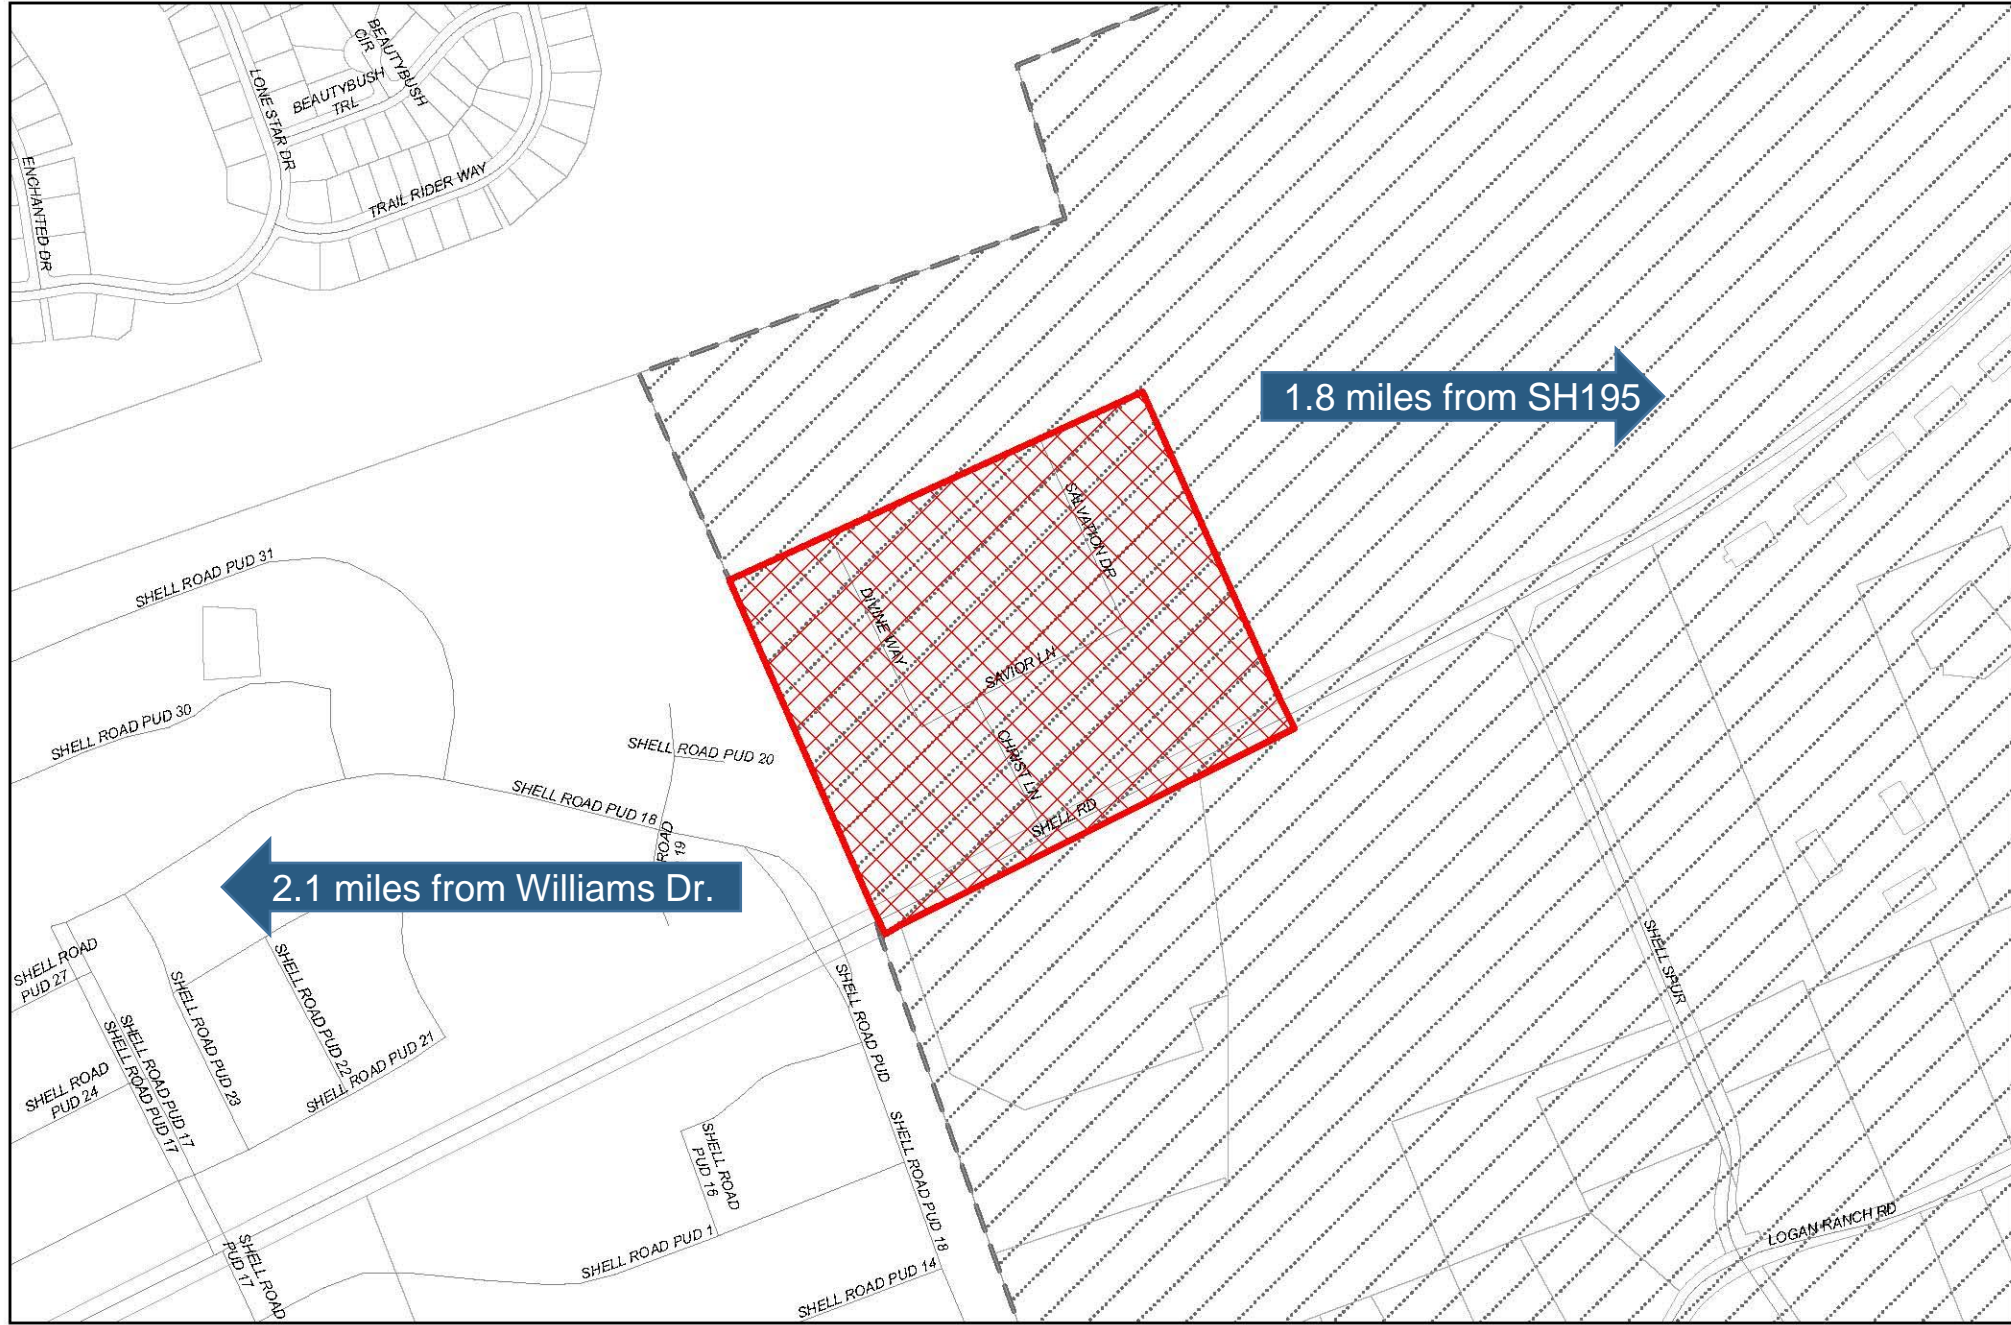 BEAUTYBUSH
CIR
BEAUTYBUSH
TRL
BEAUTYBUSH
LONE STAR DR
ENCHANTED DR
TRAIL RIDER WAY
1.8 miles from SH195
SALVATION DR
SHELL ROAD PUD 31
DIVINE WAY
SAVIOR LN
SHELL ROAD PUD 30
SHELL ROAD PUD 20
CHRIST LN
SHELL ROAD PUD 18
SHELL RD
ROAD
19
2.1 miles from Williams Dr.
SHELL ROAD
PUD 27
SHELL ROAD PUD 23
SHELL ROAD PUD 22
SHELL ROAD PUD
SHELL SPUR
SHELL ROAD PUD 17
SHELL ROAD PUD 17
SHELL ROAD PUD 21
SHELL ROAD
PUD 24
SHELL ROAD
PUD 16
SHELL ROAD PUD 18
LOGAN RANCH RD
SHELL ROAD PUD 1
SHELL ROAD
PUD 17
SHELL ROAD PUD 14